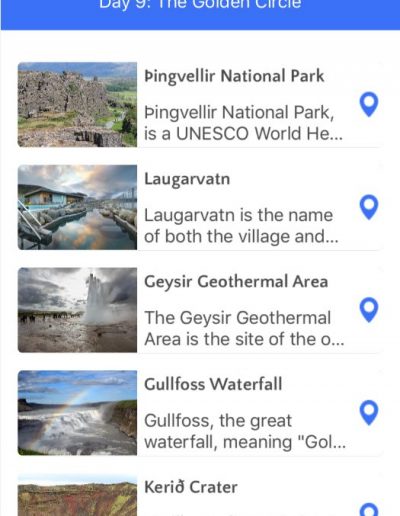 Day 9: The Golden Circle
Þingvellir National Park
Þingvellir National Park,
is a UNESCO World He...
Laugarvatn
Laugarvatn is the name
of both the village and...
Geysir Geothermal Area
The Geysir Geothermal
Area is the site of the o...
Gullfoss Waterfall
Gullfoss, the great
waterfall, meaning "Gol...
Kerið Crater